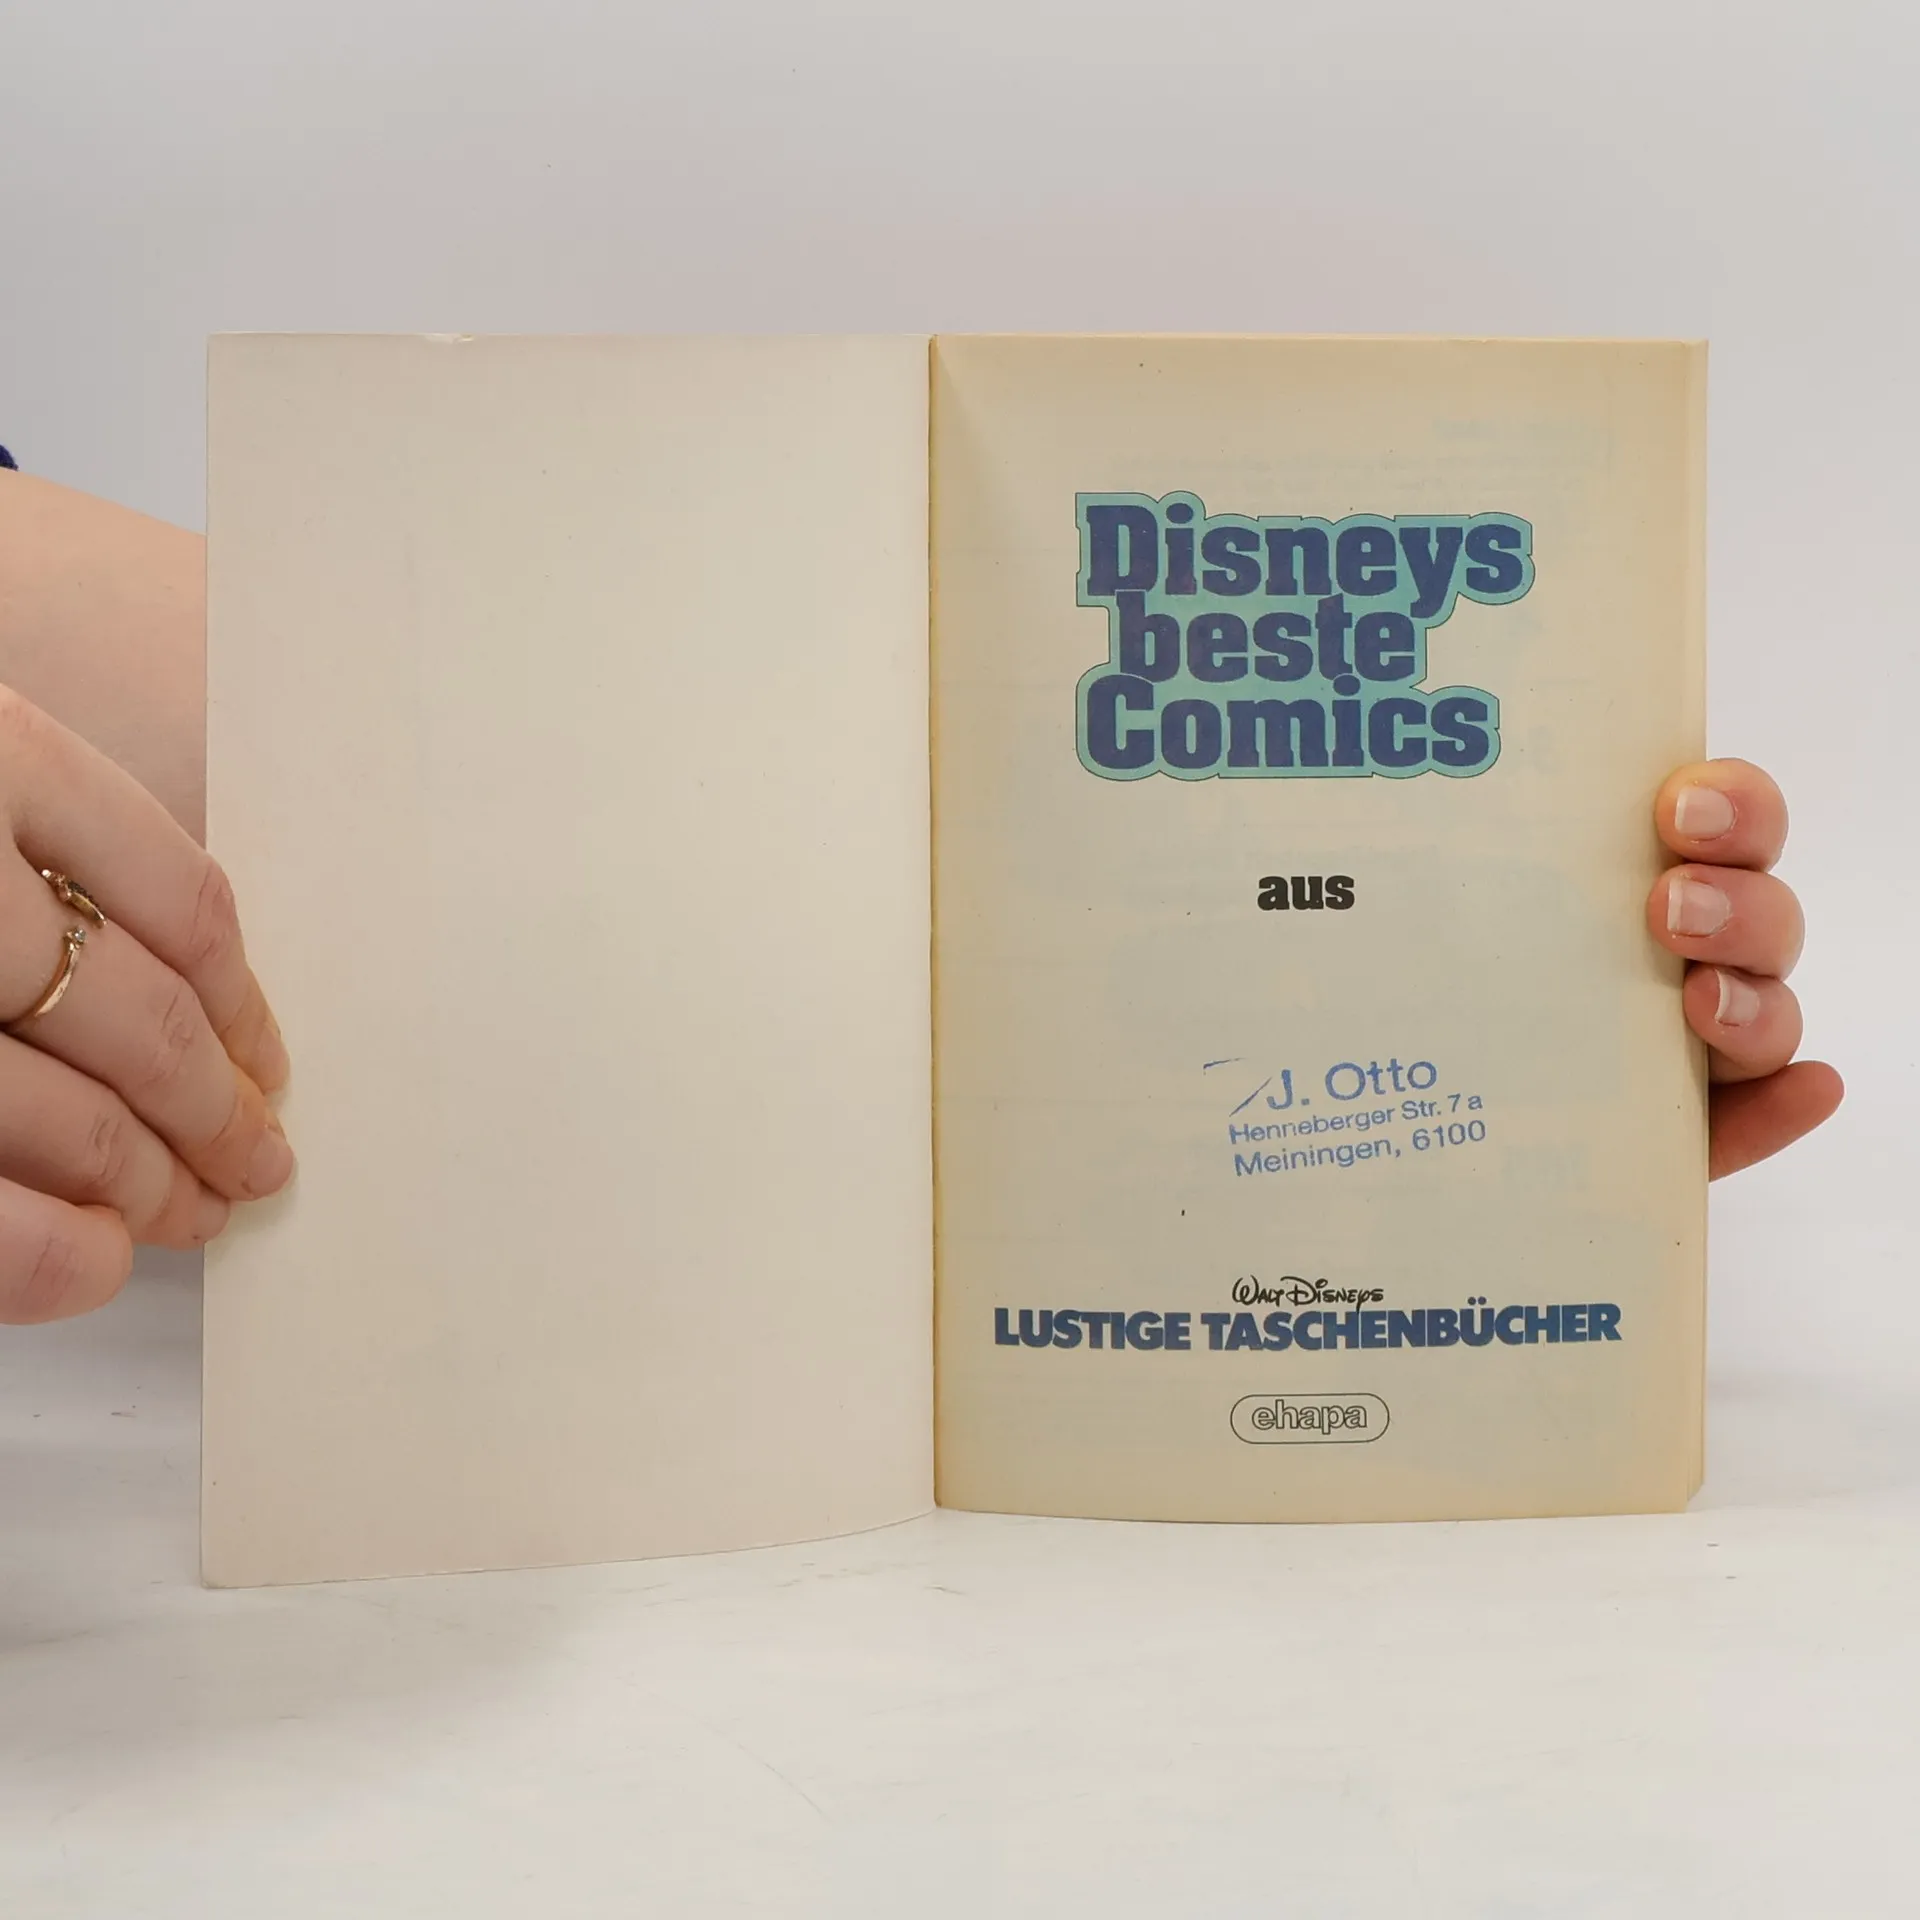 Disneys
beste
Comics
aus
J. Otto
Henneberger Str. 7 a
Meiningen, 6100
WALT DISNEYS
LUSTIGE TASCHENBÜCHER
ehapa